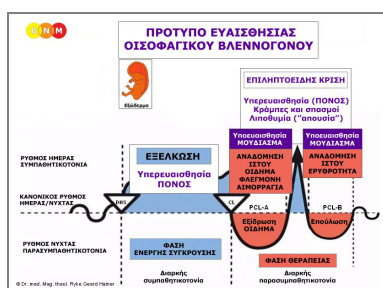 GNM
ΠΡΟΤΥΠΟ ΕΥΑΙΣΘΗΣΙΑΣ
ΟΙΣΟΦΑΓΙΚΟΥ ΒΛΕΝΝΟΓΟΝΟΥ
Εξώδερμα
ΕΠΙΛΗΠΤΟΕΙΔΗΣ ΚΡΙΣΗ
Υπερευαισθησία (ΠΟΝΟΣ)
Κράμπες και σπασμοί
Λιποθυμία ("απουσία")
Υποευαισθησία
ΜΟΥΔΙΑΣΜΑ
Υποευαισθησία
ΜΟΥΔΙΑΣΜΑ
ΡΥΘΜΟΣ ΗΜΕΡΑΣ
ΣΥΜΠΑΘΗΤΙΚΟΤΟΝΙΑ
ΕΞΕΛΚΩΣΗ
Υπερευαισθησία
ΠΟΝΟΣ
ΑΝΑΔΟΜΗΣΗ
ΙΣΤΟΥ
ΟΙΔΗΜΑ
ΦΛΕΓΜΟΝΗ
ΑΙΜΟΡΡΑΓΙΑ
ΑΝΑΔΟΜΗΣΗ
ΙΣΤΟΥ
ΕΡΥΘΡΟΤΗΤΑ
ΚΑΝΟΝΙΚΟΣ ΡΥΘΜΟΣ
ΗΜΕΡΑΣ/ΝΥΧΤΑΣ
DHS
CL
PCL-A
PCL-B
Εξίδρωση
ΟΙΔΗΜΑ
Επούλωση
ΡΥΘΜΟΣ ΝΥΧΤΑΣ
ΠΑΡΑΣΥΜΠΑΘΗΤΙΚΟΤΟΝΙΑ
ΦΑΣΗ
ΕΝΕΡΓΗΣ ΣΥΓΚΡΟΥΣΗΣ
ΦΑΣΗ ΘΕΡΑΠΕΙΑΣ
Διαρκής
συμπαθητικοτονία
Διαρκής
παρασυμπαθητικοτονία
© Dr. med. Mag. theol. Ryke Geerd Hamer